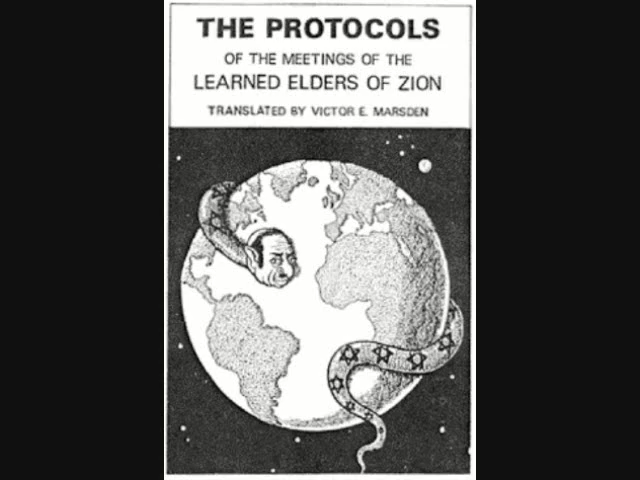 THE PROTOCOLS
OF THE MEETINGS OF THE
LEARNED ELDERS OF ZION
TRANSLATED BY VICTOR E. MARSDEN